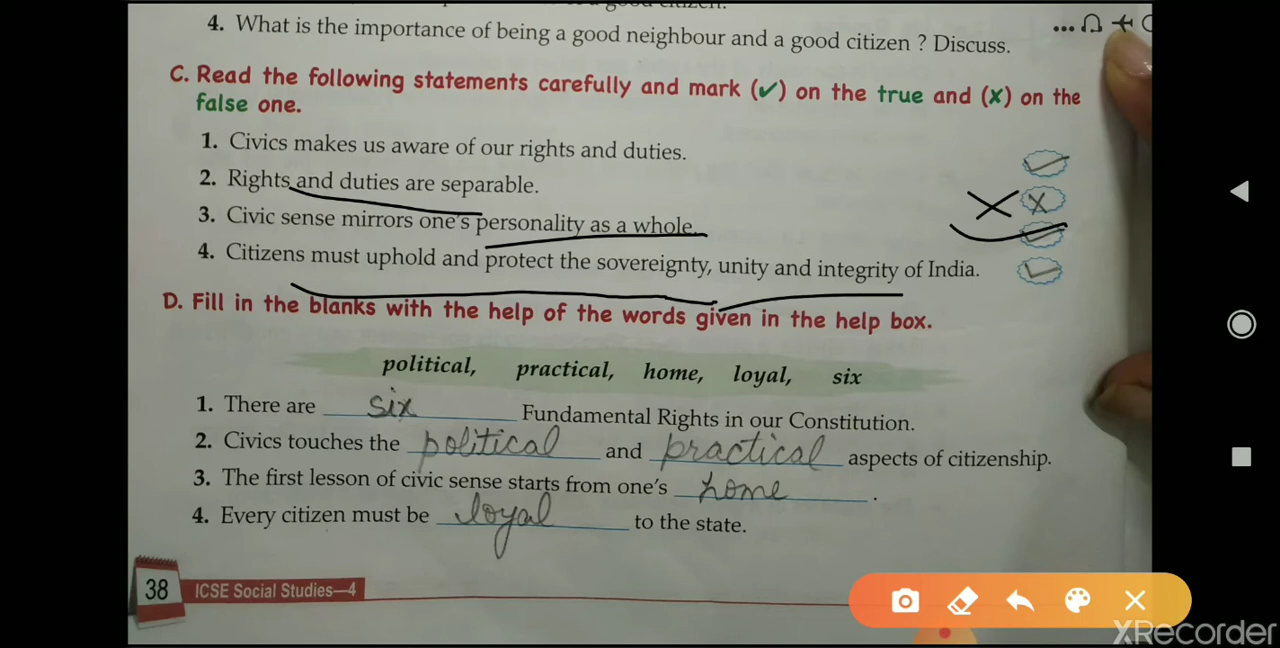 4. What is the importance of being a good neighbour and a good citizen ? Discuss.
C. Read the following statements carefully and mark (✔) on the true and (✗) on the
false one.
1. Civics makes us aware of our rights and duties. ✓
2. Rights and duties are separable. ✗
3. Civic sense mirrors one's personality as a whole. ✓
4. Citizens must uphold and protect the sovereignty, unity and integrity of India. ✓
D. Fill in the blanks with the help of the words given in the help box.
political, practical, home, loyal, six
1. There are six Fundamental Rights in our Constitution.
2. Civics touches the political and practical aspects of citizenship.
3. The first lesson of civic sense starts from one's home.
4. Every citizen must be loyal to the state.
38 ICSE Social Studies—4
XRecorder